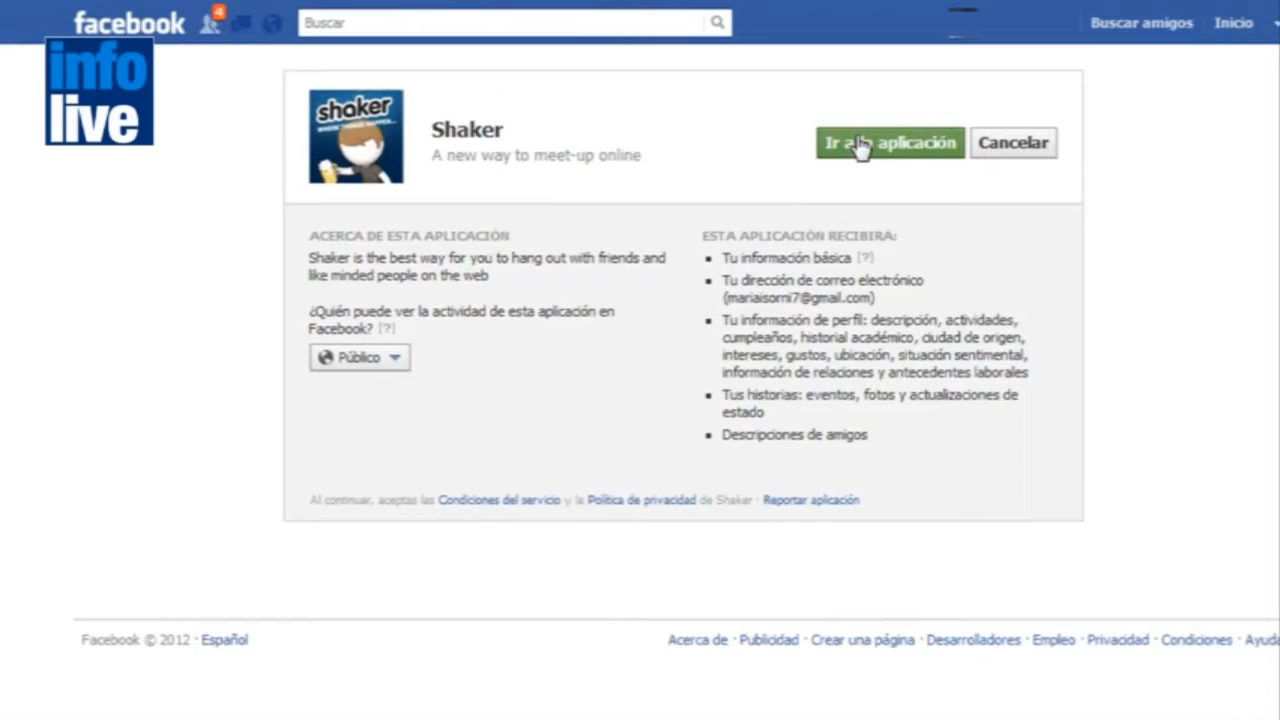 facebook
4
Buscar
Buscar amigos
Inicio
info
live
shaker
Shaker
A new way to meet-up online
Ir a la aplicación
Cancelar
ACERCA DE ESTA APLICACIÓN
Shaker is the best way for you to hang out with friends and
like minded people on the web
¿Quién puede ver la actividad de esta aplicación en
Facebook? [?]
Público
ESTA APLICACIÓN RECIBIRÁ:
Tu información básica [?]
Tu dirección de correo electrónico
(mariaisorni7@gmail.com)
Tu información de perfil: descripción, actividades,
cumpleaños, historial académico, ciudad de origen,
intereses, gustos, ubicación, situación sentimental,
información de relaciones y antecedentes laborales
Tus historias: eventos, fotos y actualizaciones de
estado
Descripciones de amigos
Al continuar, aceptas las Condiciones del servicio y la Política de privacidad de Shaker · Reportar aplicación
Facebook © 2012 · Español
Acerca de · Publicidad · Crear una página · Desarrolladores · Empleo · Privacidad · Condiciones · Ayuda